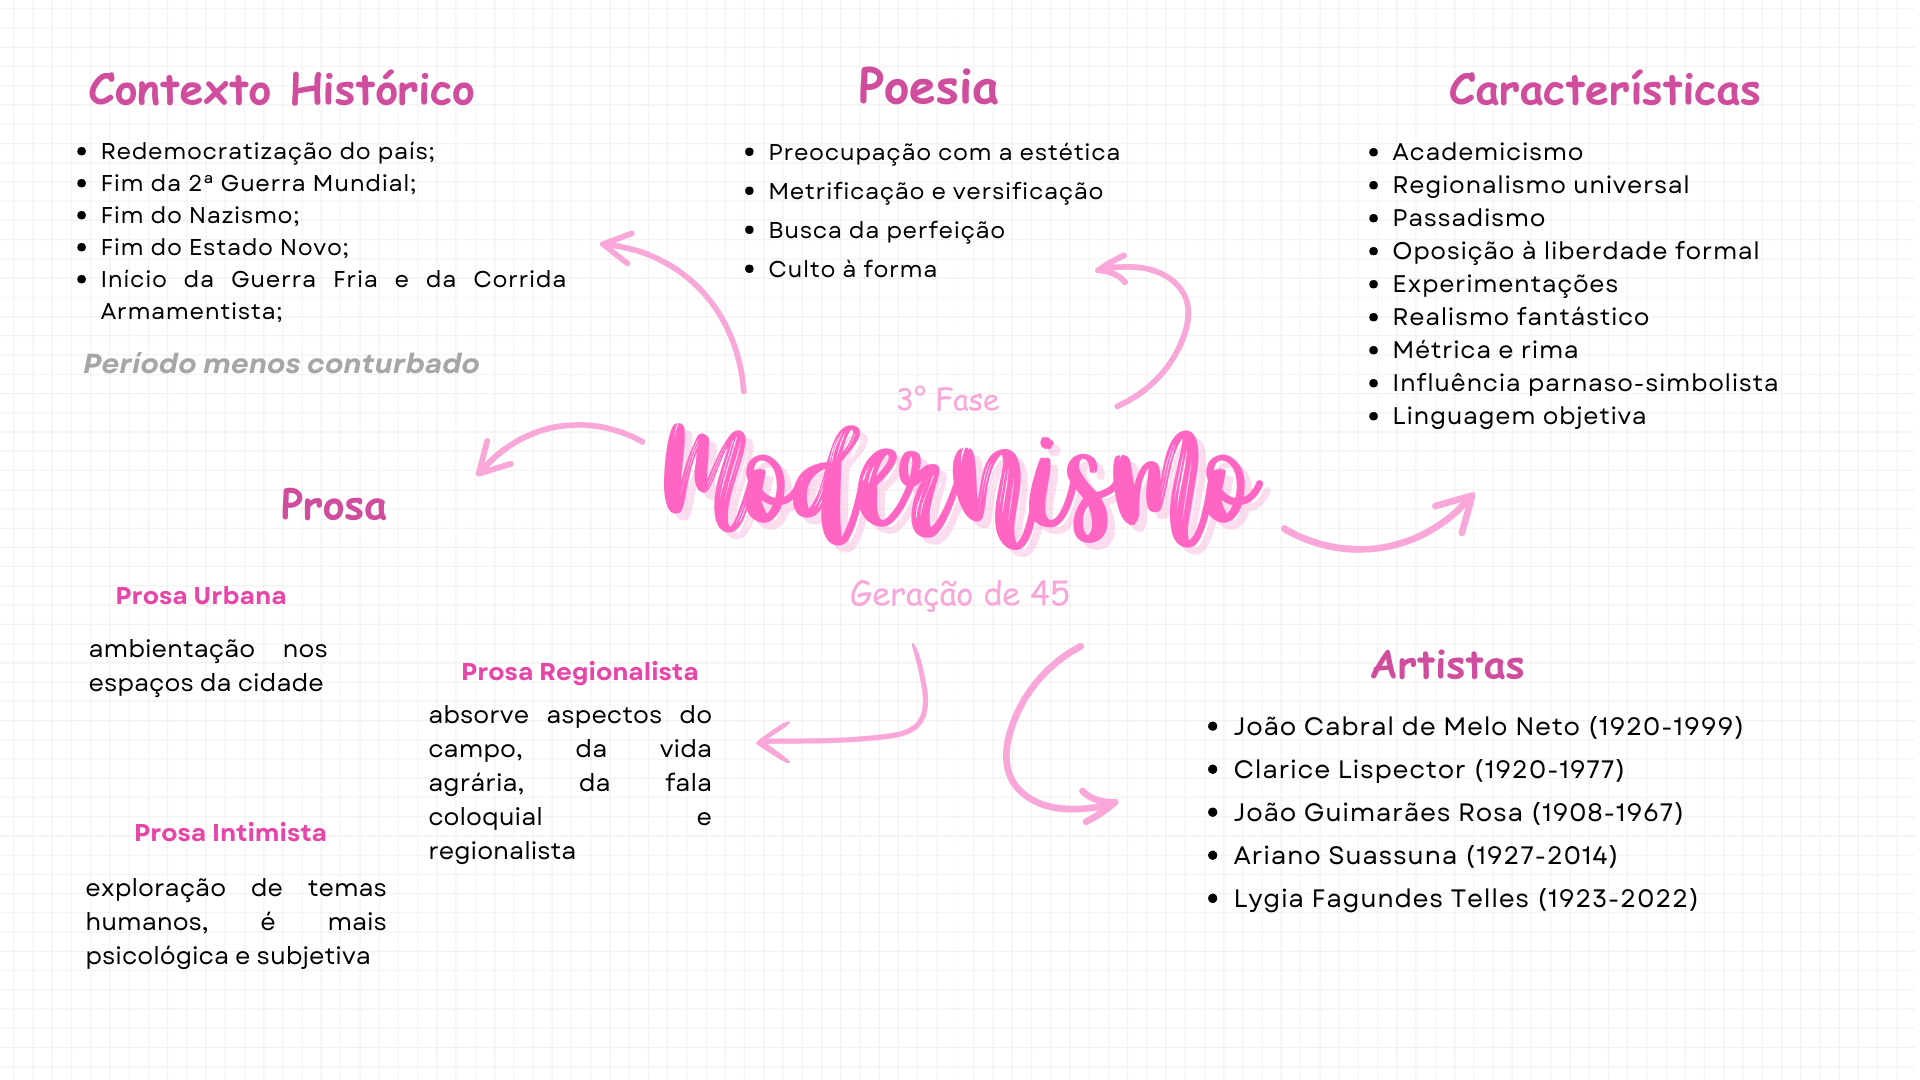 Contexto Histórico
Redemocratização do país;
Fim da 2ª Guerra Mundial;
Fim do Nazismo;
Fim do Estado Novo;
Início da Guerra Fria e da Corrida
Armamentista;
Período menos conturbado
Poesia
Preocupação com a estética
Metrificação e versificação
Busca da perfeição
Culto à forma
Características
Academicismo
Regionalismo universal
Passadismo
Oposição à liberdade formal
Experimentações
Realismo fantástico
Métrica e rima
Influência parnaso-simbolista
Linguagem objetiva
3° Fase
Modernismo
Geração de 45
Prosa
Prosa Urbana
ambientação nos
espaços da cidade
Prosa Regionalista
absorve aspectos do
campo, da vida
agrária, da fala
coloquial e
regionalista
Prosa Intimista
exploração de temas
humanos, é mais
psicológica e subjetiva
Artistas
João Cabral de Melo Neto (1920-1999)
Clarice Lispector (1920-1977)
João Guimarães Rosa (1908-1967)
Ariano Suassuna (1927-2014)
Lygia Fagundes Telles (1923-2022)